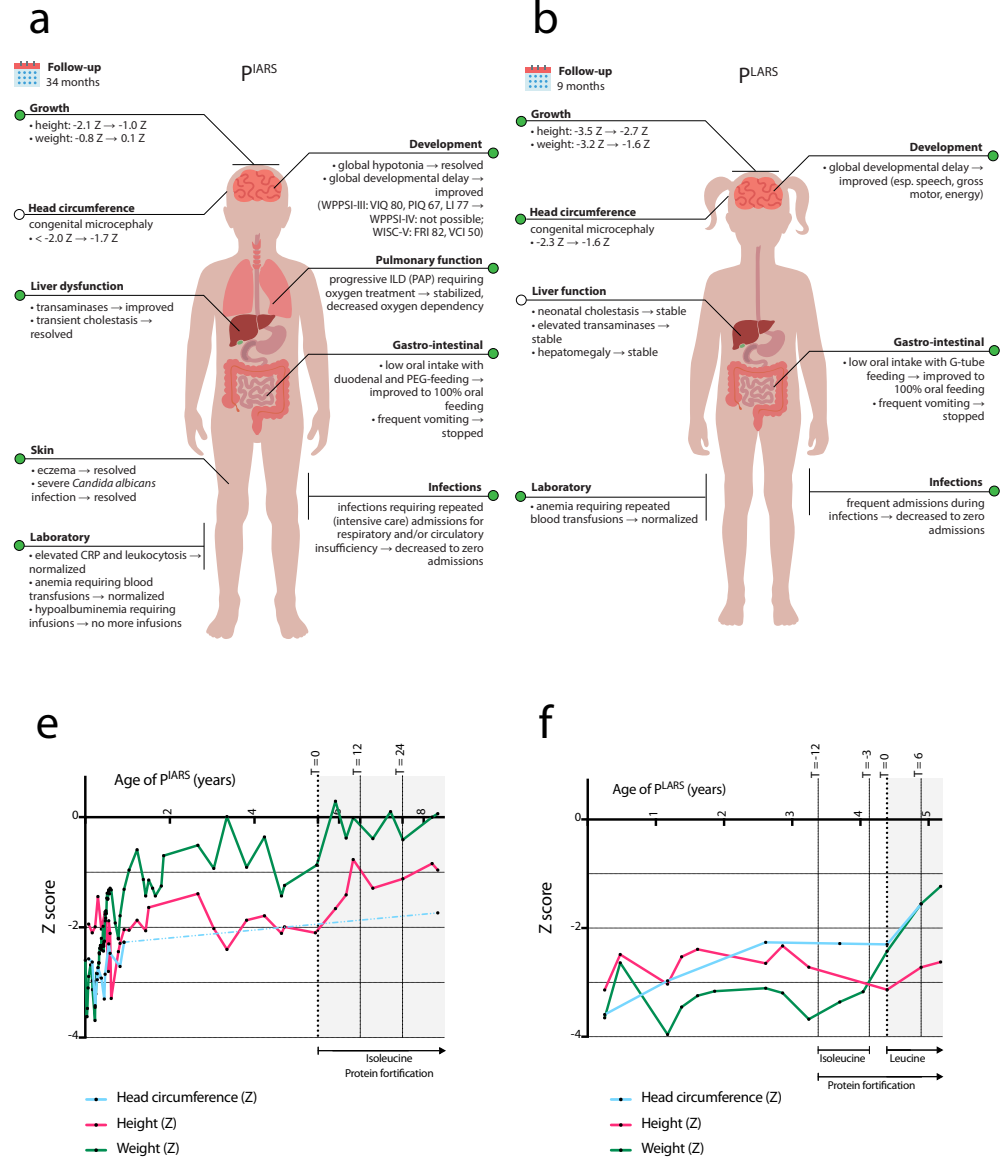 a
Follow-up
34 months
P^IARS
Growth
• height: -2.1 Z → -1.0 Z
• weight: -0.8 Z → 0.1 Z
Head circumference
congenital microcephaly
• < -2.0 Z → -1.7 Z
Liver dysfunction
• transaminases → improved
• transient cholestasis →
resolved
Skin
• eczema → resolved
• severe Candida albicans
infection → resolved
Laboratory
• elevated CRP and leukocytosis →
normalized
• anemia requiring blood
transfusions → normalized
• hypoalbuminemia requiring
infusions → no more infusions
Development
• global hypotonia → resolved
• global developmental delay →
improved
(WPPSI-III: VIQ 80, PIQ 67, LI 77 →
WPPSI-IV: not possible;
WISC-V: FRI 82, VCI 50)
Pulmonary function
progressive ILD (PAP) requiring
oxygen treatment → stabilized,
decreased oxygen dependency
Gastro-intestinal
• low oral intake with
duodenal and PEG-feeding →
improved to 100% oral
feeding
• frequent vomiting →
stopped
Infections
infections requiring repeated
(intensive care) admissions for
respiratory and/or circulatory
insufficiency → decreased to zero
admissions
b
Follow-up
9 months
P^LARS
Growth
• height: -3.5 Z → -2.7 Z
• weight: -3.2 Z → -1.6 Z
Head circumference
congenital microcephaly
• -2.3 Z → -1.6 Z
Liver function
• neonatal cholestasis → stable
• elevated transaminases →
stable
• hepatomegaly → stable
Laboratory
• anemia requiring repeated
blood transfusions → normalized
Development
• global developmental delay →
improved (esp. speech, gross
motor, energy)
Gastro-intestinal
• low oral intake with G-tube
feeding → improved to
100% oral feeding
• frequent vomiting →
stopped
Infections
frequent admissions during
infections → decreased to zero
admissions
e
Age of P^IARS (years)
T = 0
T = 12
T = 24
2
4
6
8
0
-2
-4
Z score
Isoleucine
Protein fortification
Head circumference (Z)
Height (Z)
Weight (Z)
f
Age of P^LARS (years)
T = -12
T = -3
T = 0
T = 6
1
2
3
4
5
0
-2
-4
Z score
Isoleucine
Leucine
Protein fortification
Head circumference (Z)
Height (Z)
Weight (Z)